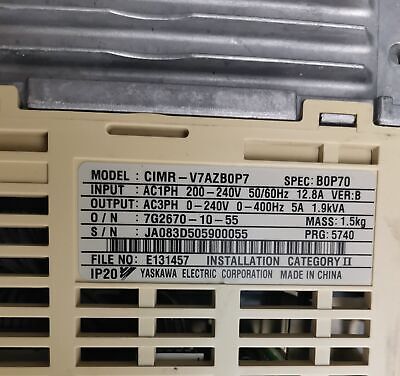 MODEL : CIMR-V7AZB0P7 SPEC: B0P70
INPUT : AC1PH 200-240V 50/60Hz 12.8A VER:B
OUTPUT : AC3PH 0-240V 0-400Hz 5A 1.9kVA
O / N : 7G2670-10-55 MASS: 1.5kg
S / N : JA083D505900055 PRG: 5740
FILE NO : E131457 INSTALLATION CATEGORY II
IP20 YASKAWA ELECTRIC CORPORATION MADE IN CHINA